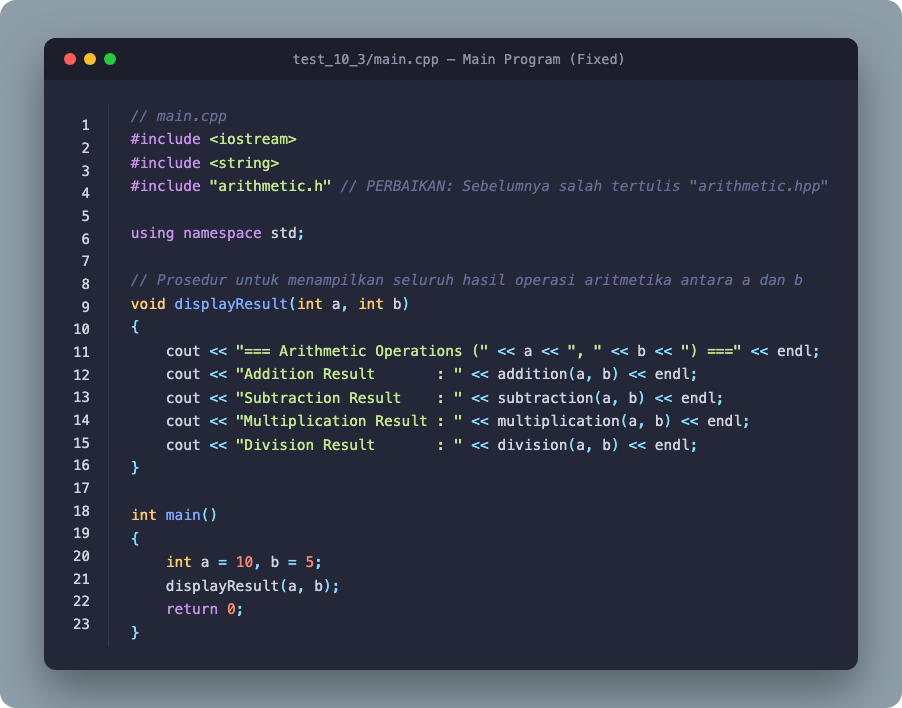 test_10_3/main.cpp — Main Program (Fixed)
1 // main.cpp
2 #include <iostream>
3 #include <string>
4 #include "arithmetic.h" // PERBAIKAN: Sebelumnya salah tertulis "arithmetic.hpp"
5
6 using namespace std;
7
8 // Prosedur untuk menampilkan seluruh hasil operasi aritmetika antara a dan b
9 void displayResult(int a, int b)
10 {
11     cout << "=== Arithmetic Operations (" << a << ", " << b << ") ===" << endl;
12     cout << "Addition Result       : " << addition(a, b) << endl;
13     cout << "Subtraction Result    : " << subtraction(a, b) << endl;
14     cout << "Multiplication Result : " << multiplication(a, b) << endl;
15     cout << "Division Result       : " << division(a, b) << endl;
16 }
17
18 int main()
19 {
20     int a = 10, b = 5;
21     displayResult(a, b);
22     return 0;
23 }